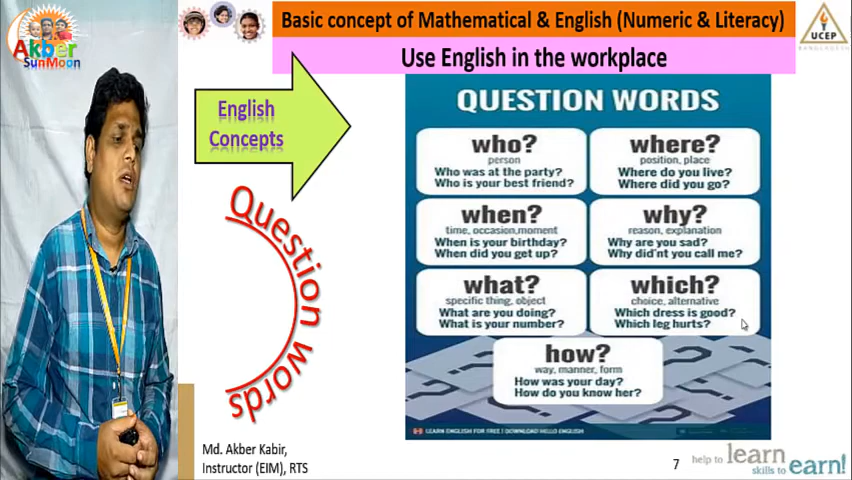 Akber
SunMoon
Basic concept of Mathematical & English (Numeric & Literacy)
Use English in the workplace
UCEP
BANGLADESH
English
Concepts
Question words
QUESTION WORDS
who?
person
Who was at the party?
Who is your best friend?
where?
position, place
Where do you live?
Where did you go?
when?
time, occasion,moment
When is your birthday?
When did you get up?
why?
reason, explanation
Why are you sad?
Why did'nt you call me?
what?
specific thing, object
What are you doing?
What is your number?
which?
choice, alternative
Which dress is good?
Which leg hurts?
how?
way, manner, form
How was your day?
How do you know her?
LEARN ENGLISH FOR FREE | DOWNLOAD HELLO ENGLISH
Md. Akber Kabir,
Instructor (EIM), RTS
7
help to learn
skills to earn!